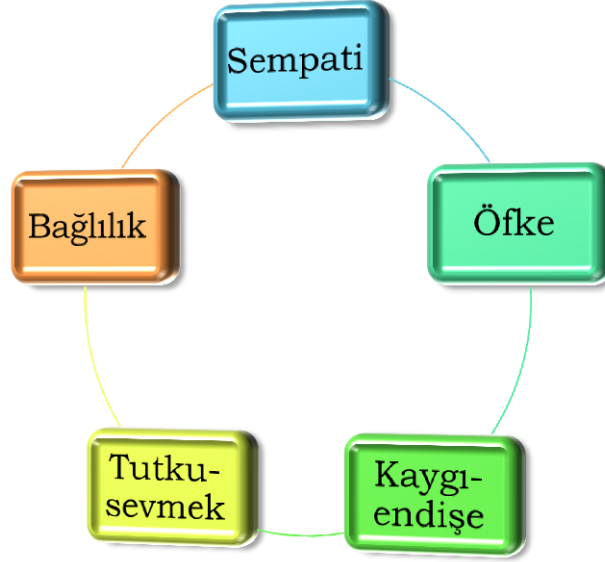 Sempati
Öfke
Kaygı-
endişe
Tutku-
sevmek
Bağlılık